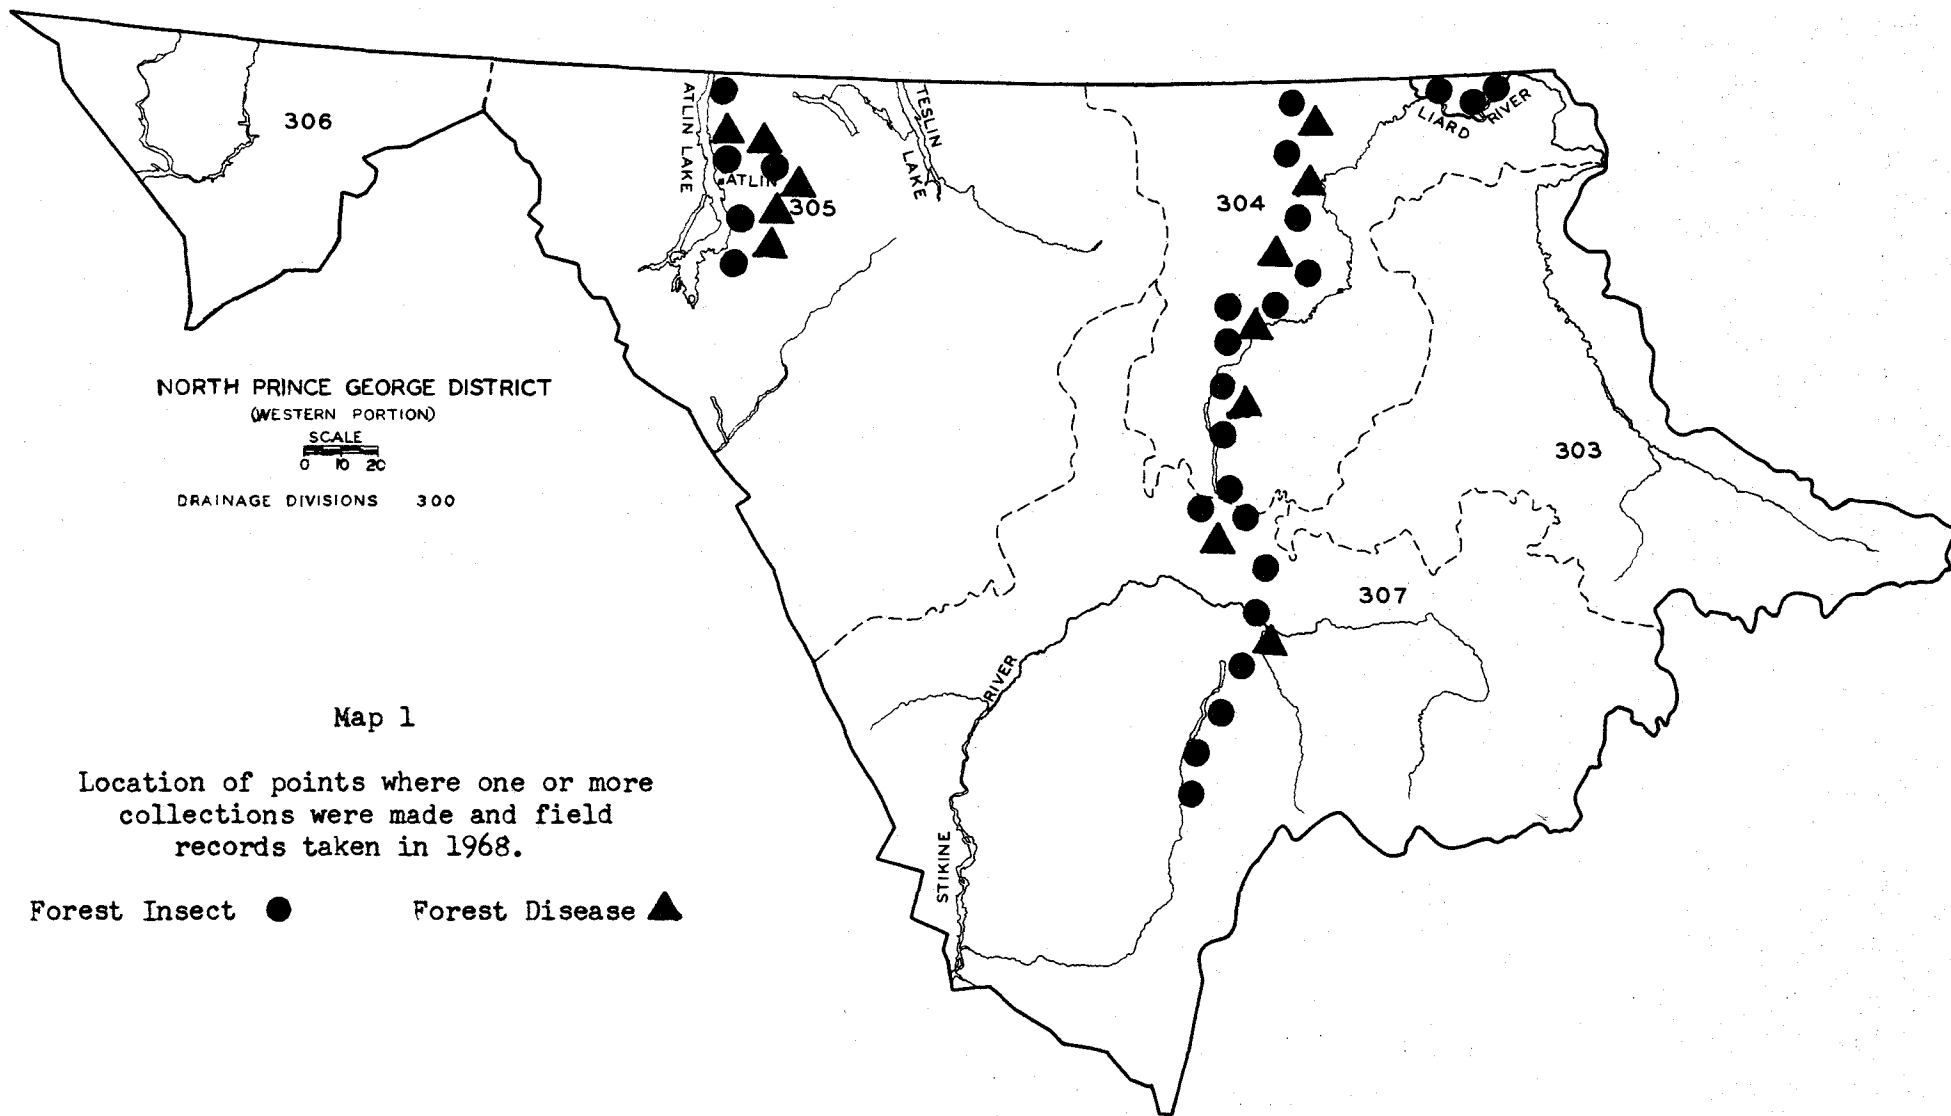 306
ATLIN LAKE
ATLIN
305
TESLIN
LAKE
304
LIARD
RIVER
303
307
RIVER
STIKINE
NORTH PRINCE GEORGE DISTRICT
(WESTERN PORTION)
SCALE
0 10 20
DRAINAGE DIVISIONS 300
Map 1
Location of points where one or more
collections were made and field
records taken in 1968.
Forest Insect
Forest Disease